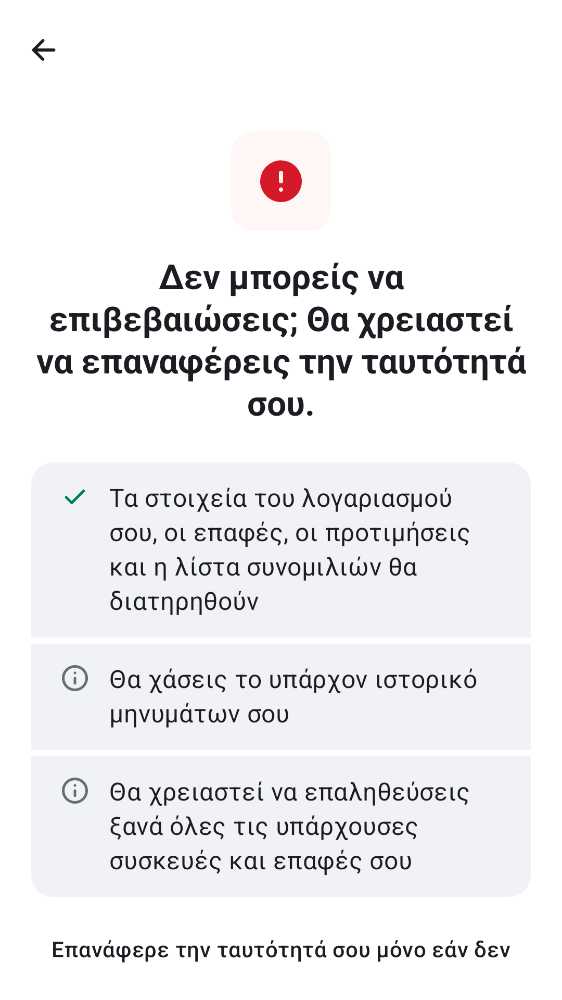 Δεν μπορείς να
επιβεβαιώσεις; Θα χρειαστεί
να επαναφέρεις την ταυτότητά
σου.
Τα στοιχεία του λογαριασμού
σου, οι επαφές, οι προτιμήσεις
και η λίστα συνομιλιών θα
διατηρηθούν
Θα χάσεις το υπάρχον ιστορικό
μηνυμάτων σου
Θα χρειαστεί να επαληθεύσεις
ξανά όλες τις υπάρχουσες
συσκευές και επαφές σου
Επανάφερε την ταυτότητά σου μόνο εάν δεν